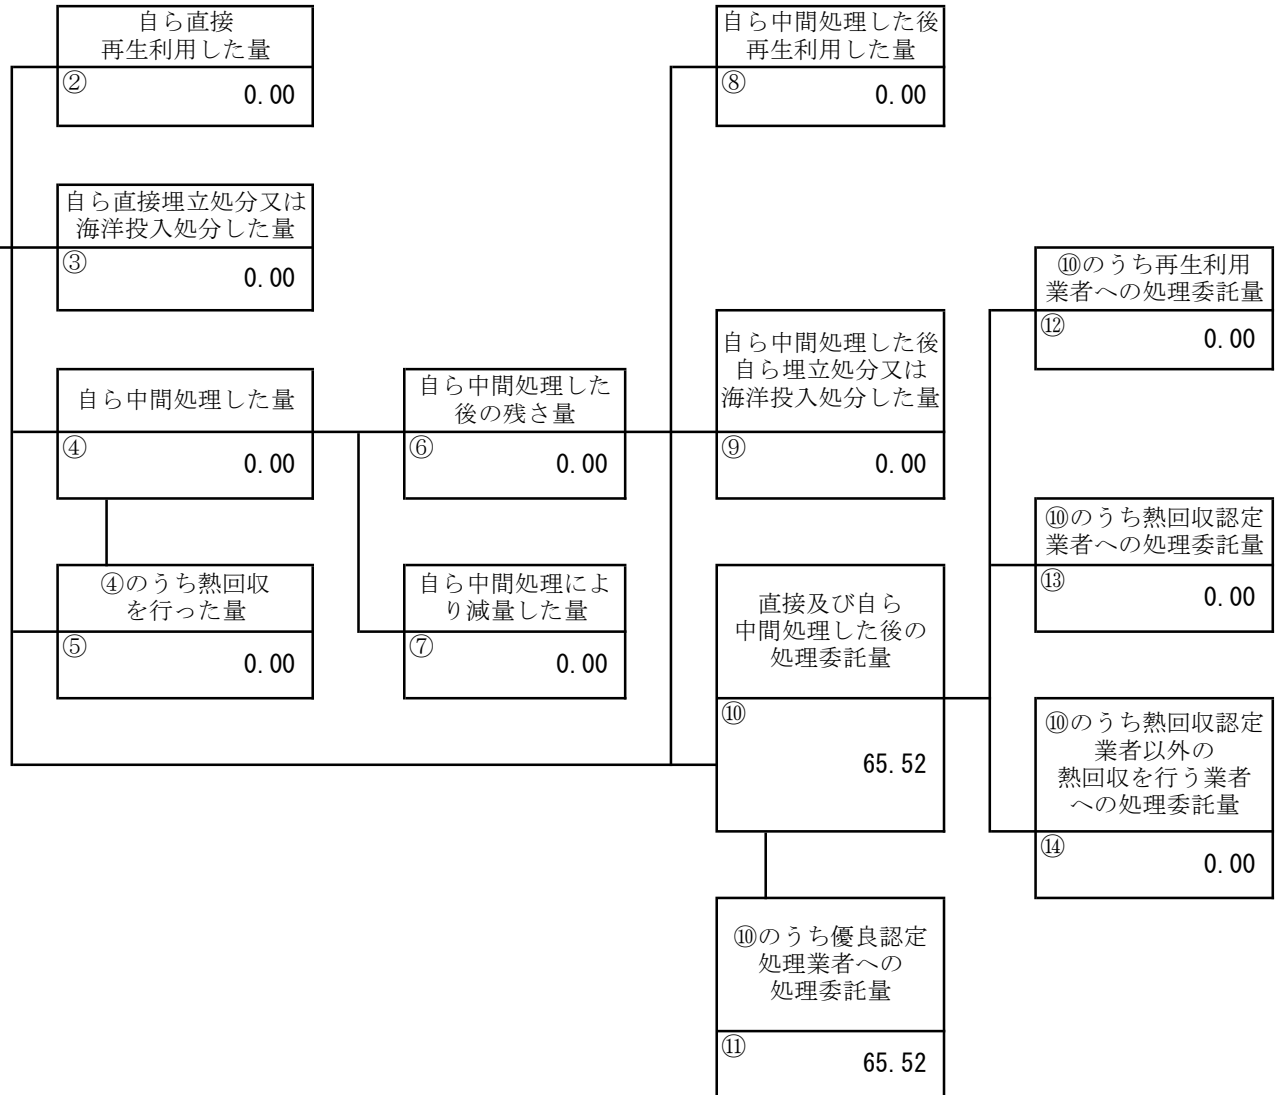 自ら直接
再生利用した量
②
0.00
自ら直接埋立処分又は
海洋投入処分した量
③
0.00
自ら中間処理した量
④
0.00
④のうち熱回収
を行った量
⑤
0.00
自ら中間処理した
後の残さ量
⑥
0.00
自ら中間処理によ
り減量した量
⑦
0.00
自ら中間処理した後
再生利用した量
⑧
0.00
自ら中間処理した後
自ら埋立処分又は
海洋投入処分した量
⑨
0.00
直接及び自ら
中間処理した後の
処理委託量
⑩
65.52
⑩のうち優良認定
処理業者への
処理委託量
⑪
65.52
⑩のうち再生利用
業者への処理委託量
⑫
0.00
⑩のうち熱回収認定
業者への処理委託量
⑬
0.00
⑩のうち熱回収認定
業者以外の
熱回収を行う業者
への処理委託量
⑭
0.00